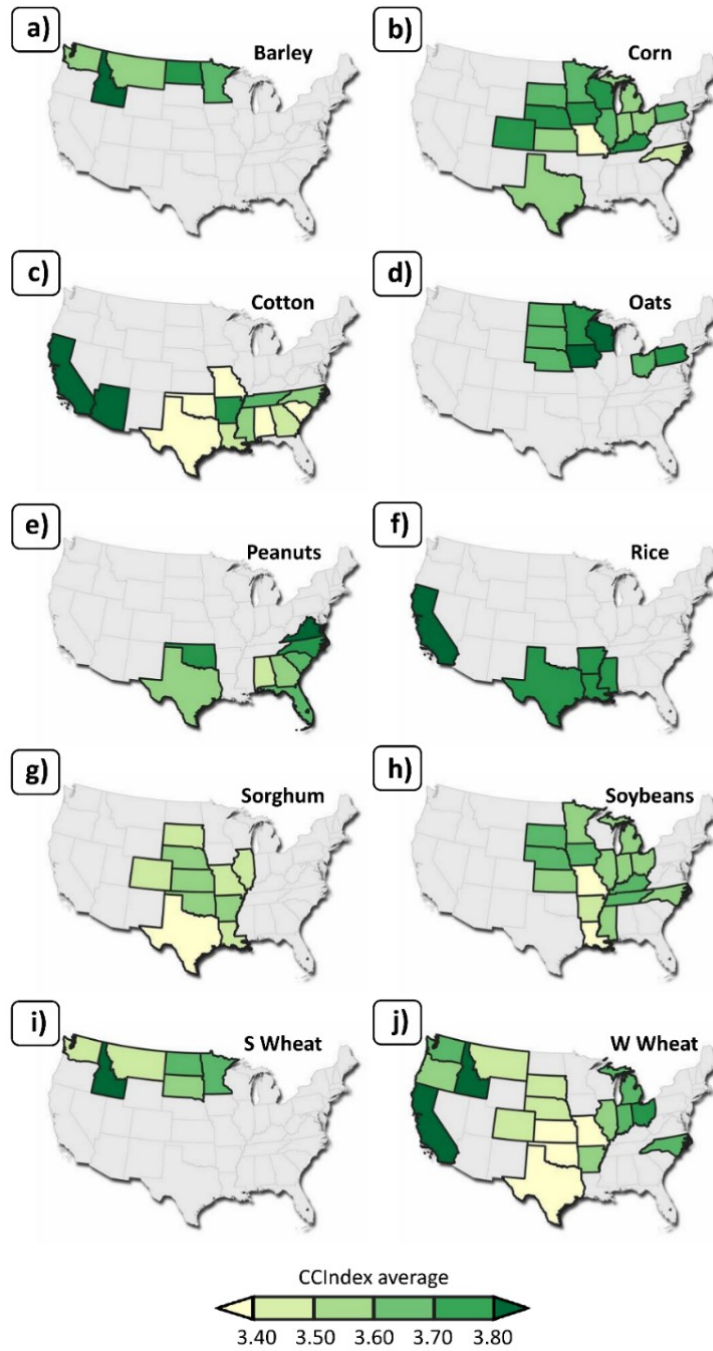 a)
Barley
b)
Corn
c)
Cotton
d)
Oats
e)
Peanuts
f)
Rice
g)
Sorghum
h)
Soybeans
i)
S Wheat
j)
W Wheat
CCIndex average
3.40 3.50 3.60 3.70 3.80